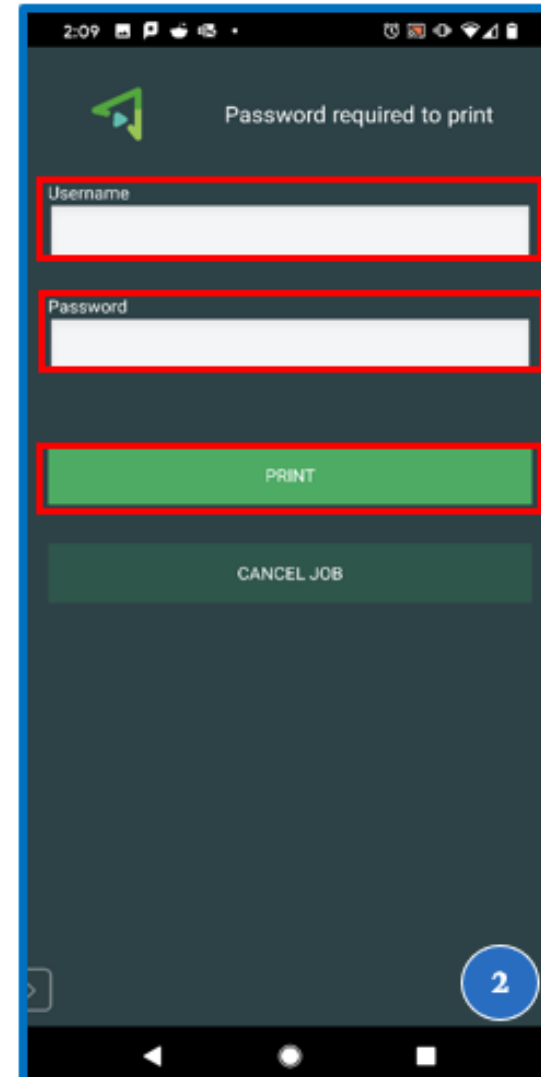 2:09
Password required to print
Username
Password
PRINT
CANCEL JOB
2